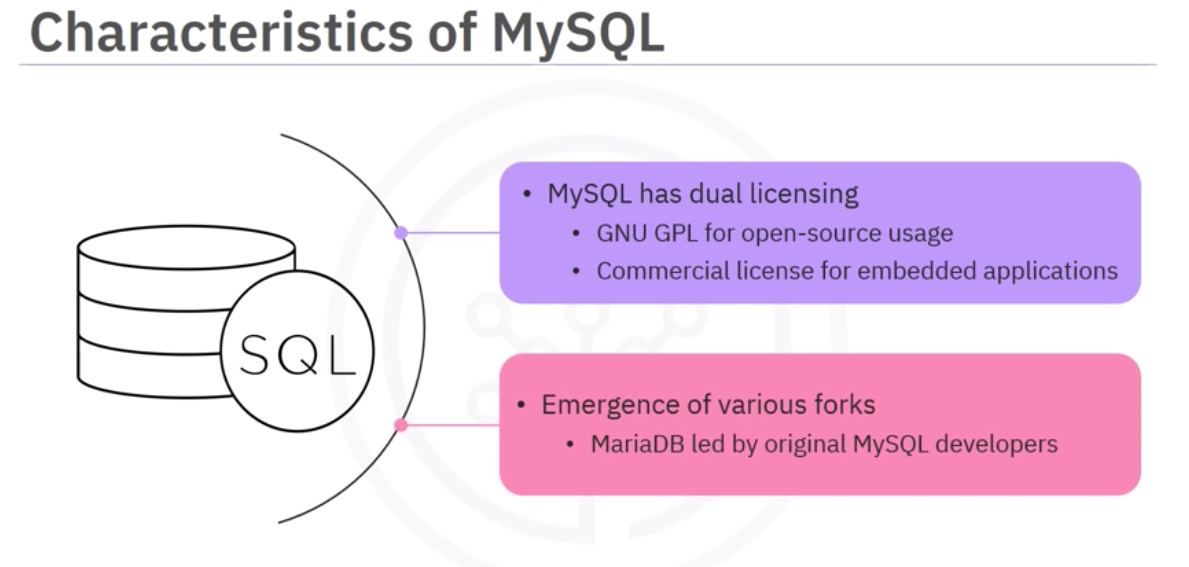 Characteristics of MySQL
SQL
• MySQL has dual licensing
• GNU GPL for open-source usage
• Commercial license for embedded applications
• Emergence of various forks
• MariaDB led by original MySQL developers